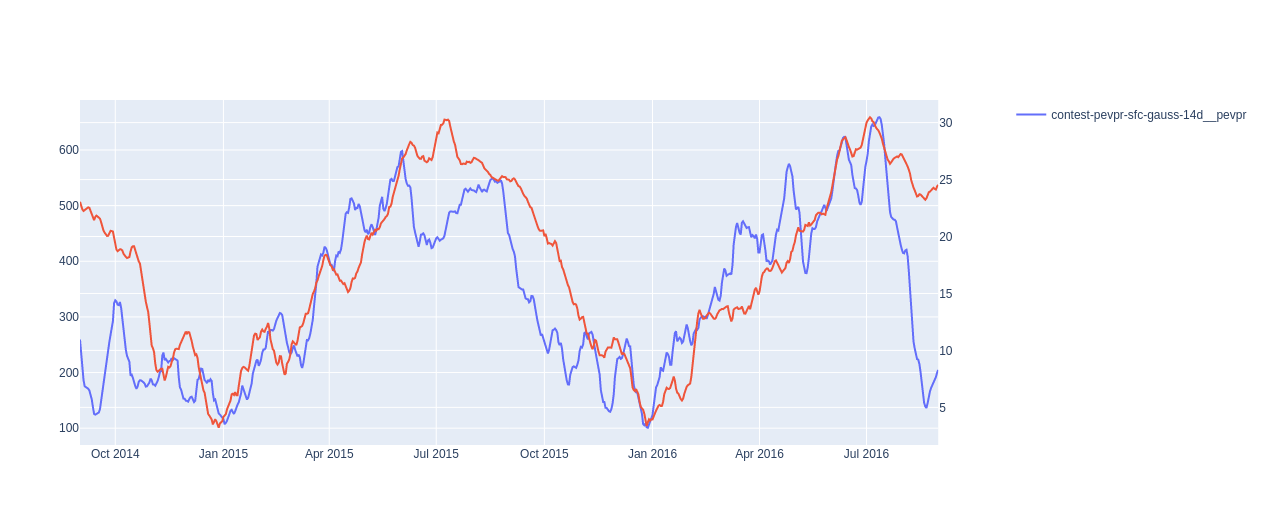 contest-pevpr-sfc-gauss-14d__pevpr
600
500
400
300
200
100
30
25
20
15
10
5
Oct 2014
Jan 2015
Apr 2015
Jul 2015
Oct 2015
Jan 2016
Apr 2016
Jul 2016